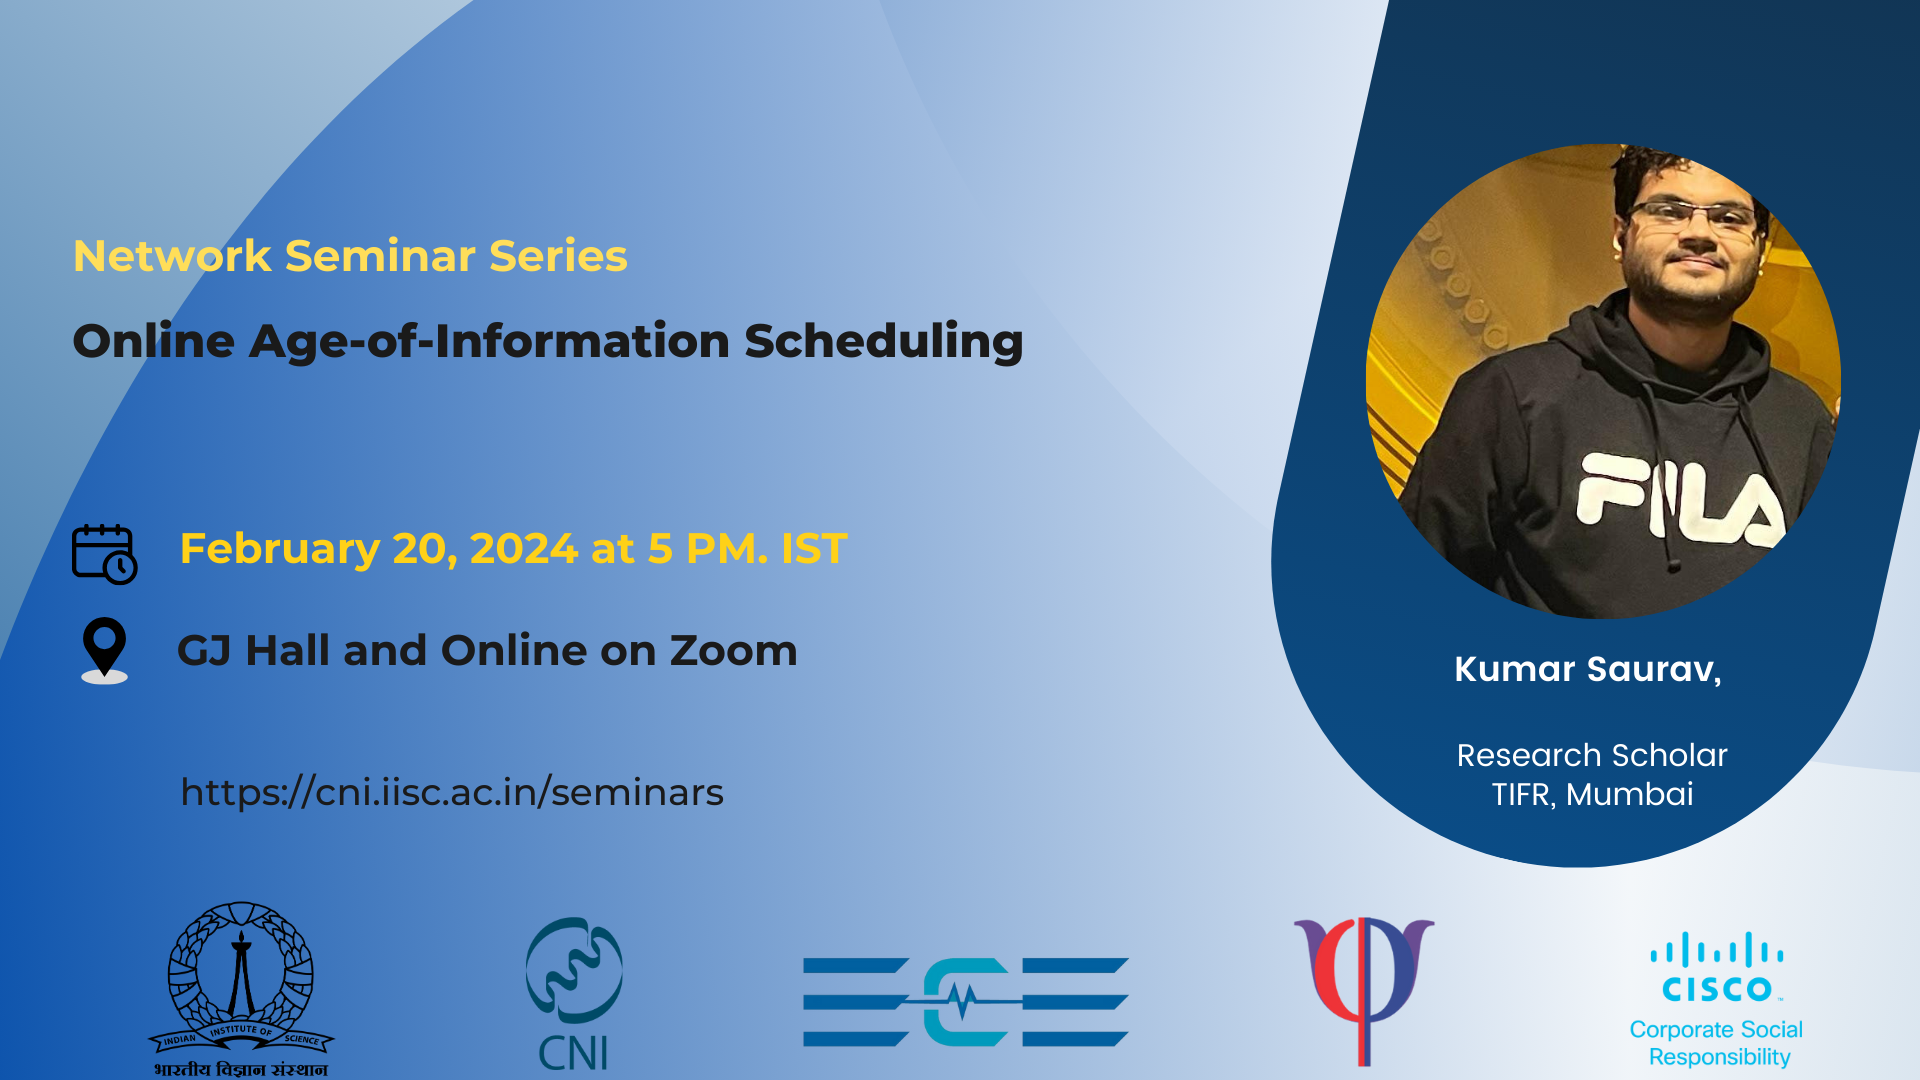 Network Seminar Series
Online Age-of-Information Scheduling
February 20, 2024 at 5 PM. IST
GJ Hall and Online on Zoom
https://cni.iisc.ac.in/seminars
FILA
Kumar Saurav,
Research Scholar
TIFR, Mumbai
INDIAN INSTITUTE OF SCIENCE
भारतीय विज्ञान संस्थान
CNI
ECE
CISCO
Corporate Social
Responsibility